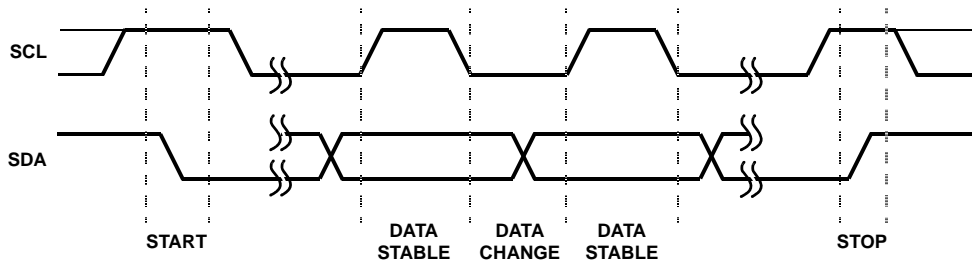 SCL
SDA
START
DATA
STABLE
DATA
CHANGE
DATA
STABLE
STOP